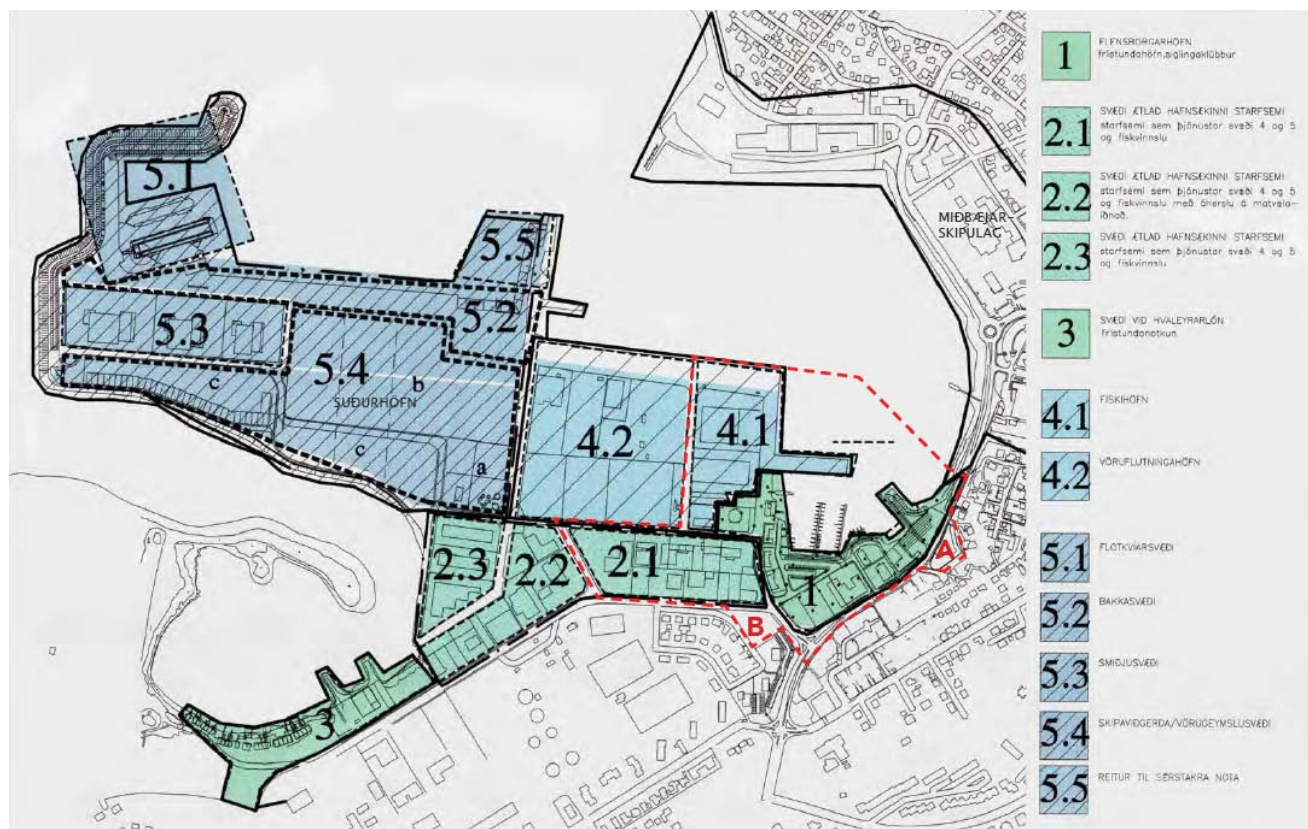 5.1
5.5
5.2
5.3
5.4
b
c
SUÐURHÖFN
c
a
4.2
4.1
MIÐBÆJAR-
SKIPULAG
2.3
2.2
2.1
1
A
B
3
1
FLENSBORGARHÖFN
frístundahöfn,siglingaklúbbur
2.1
SVÆÐI ÆTLAÐ HAFNSÆKINNI STARFSEMI
starfsemi sem þjónustar svæði 4 og 5
og fiskvinnslu
2.2
SVÆÐI ÆTLAÐ HAFNSÆKINNI STARFSEMI
starfsemi sem þjónustar svæði 4 og 5
og fiskvinnslu með áherslu á matvæla-
iðnað.
2.3
SVÆÐI ÆTLAÐ HAFNSÆKINNI STARFSEMI
starfsemi sem þjónustar svæði 4 og 5
og fiskvinnslu
3
SVÆÐI VIÐ HVALEYRARLÓN
frístundanotkun
4.1
FISKIHÖFN
4.2
VÖRUFLUTNINGAHÖFN
5.1
FLOTKVÍARSVÆÐI
5.2
BAKKASVÆÐI
5.3
SMIÐJUSVÆÐI
5.4
SKIPAVIÐGERÐA/VÖRUGEYMSLUSVÆÐI
5.5
REITUR TIL SÉRSTAKRA NOTA